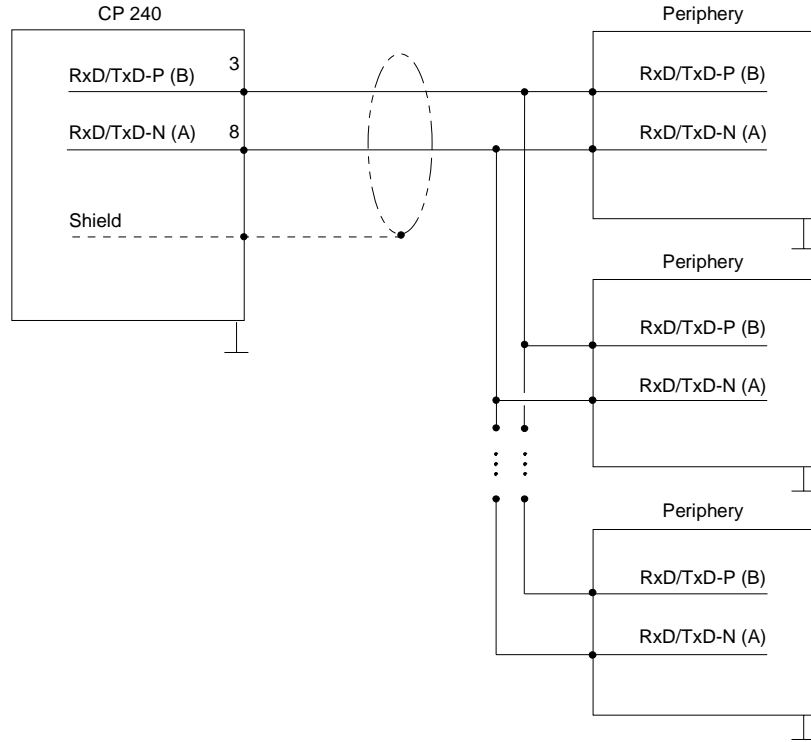 CP 240
RxD/TxD-P (B) 3
RxD/TxD-N (A) 8
Shield
Periphery
RxD/TxD-P (B)
RxD/TxD-N (A)
Periphery
RxD/TxD-P (B)
RxD/TxD-N (A)
Periphery
RxD/TxD-P (B)
RxD/TxD-N (A)